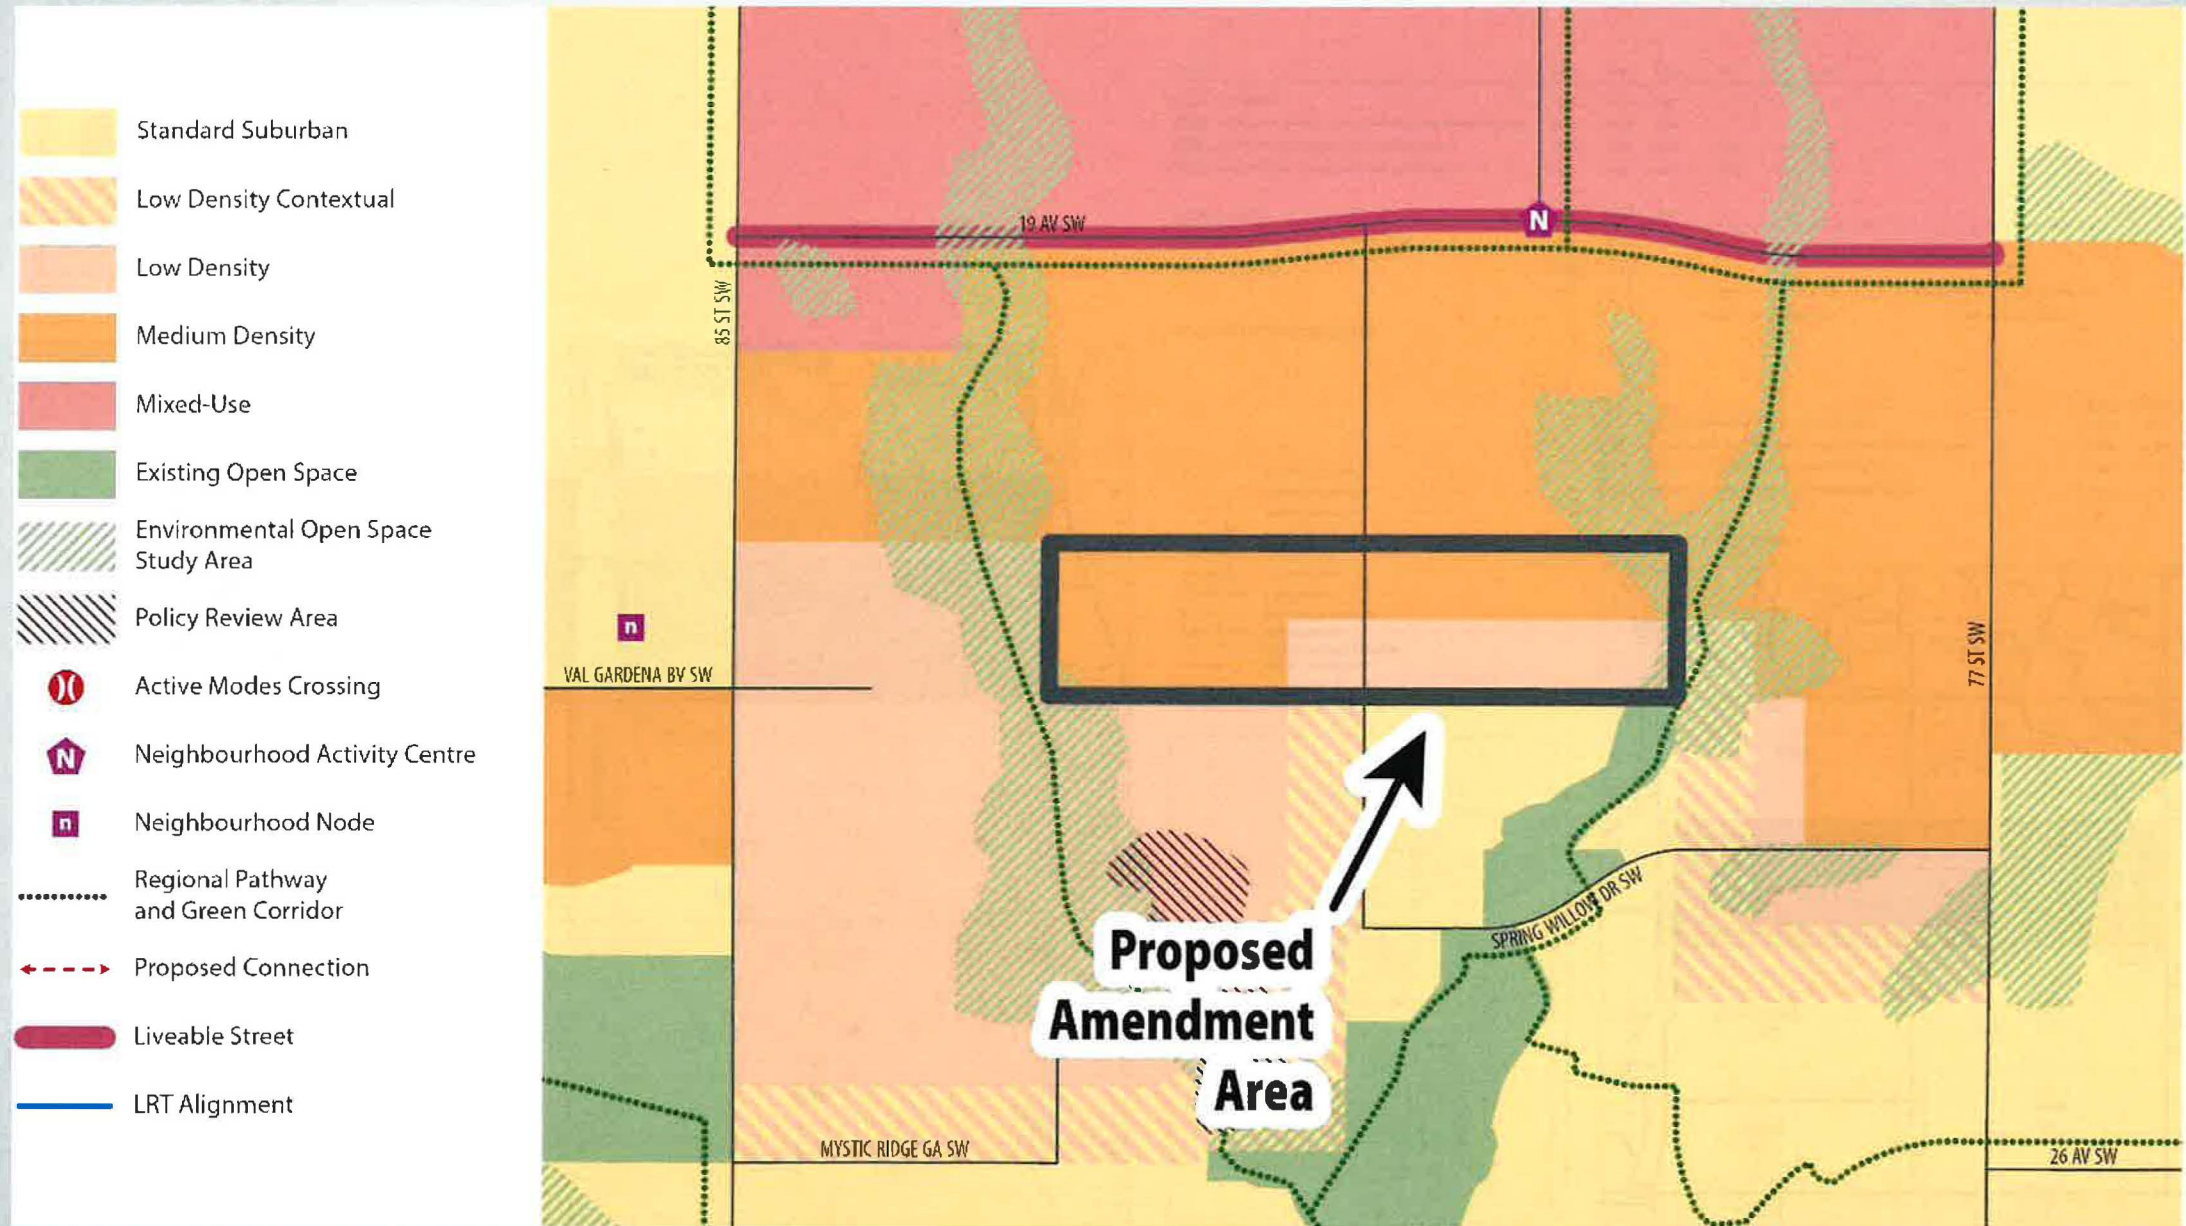 Standard Suburban
Low Density Contextual
Low Density
Medium Density
Mixed-Use
Existing Open Space
Environmental Open Space
Study Area
Policy Review Area
Active Modes Crossing
N
Neighbourhood Activity Centre
n
Neighbourhood Node
Regional Pathway
and Green Corridor
Proposed Connection
Liveable Street
LRT Alignment
19 AV SW
N
85 ST SW
n
VAL GARDENA BV SW
77 ST SW
SPRING WILLOW DR SW
Proposed
Amendment
Area
MYSTIC RIDGE GA SW
26 AV SW